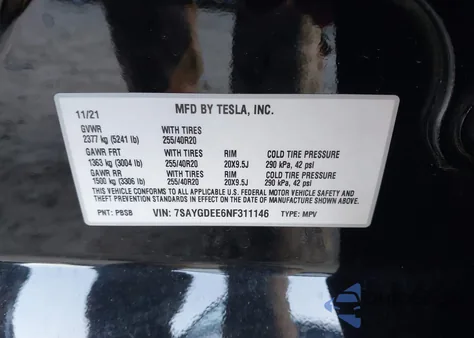 11/21 MFD BY TESLA, INC.
GVWR WITH TIRES
2377 kg (5241 lb) 255/40R20
GAWR FRT WITH TIRES RIM COLD TIRE PRESSURE
1363 kg (3004 lb) 255/40R20 20X9.5J 290 kPa, 42 psi
GAWR RR WITH TIRES RIM COLD TIRE PRESSURE
1500 kg (3306 lb) 255/40R20 20X9.5J 290 kPa, 42 psi
THIS VEHICLE CONFORMS TO ALL APPLICABLE U.S. FEDERAL MOTOR VEHICLE SAFETY AND
THEFT PREVENTION STANDARDS IN EFFECT ON THE DATE OF MANUFACTURE SHOWN ABOVE.
PNT: PBSB VIN: 7SAYGDEE6NF311146 TYPE: MPV